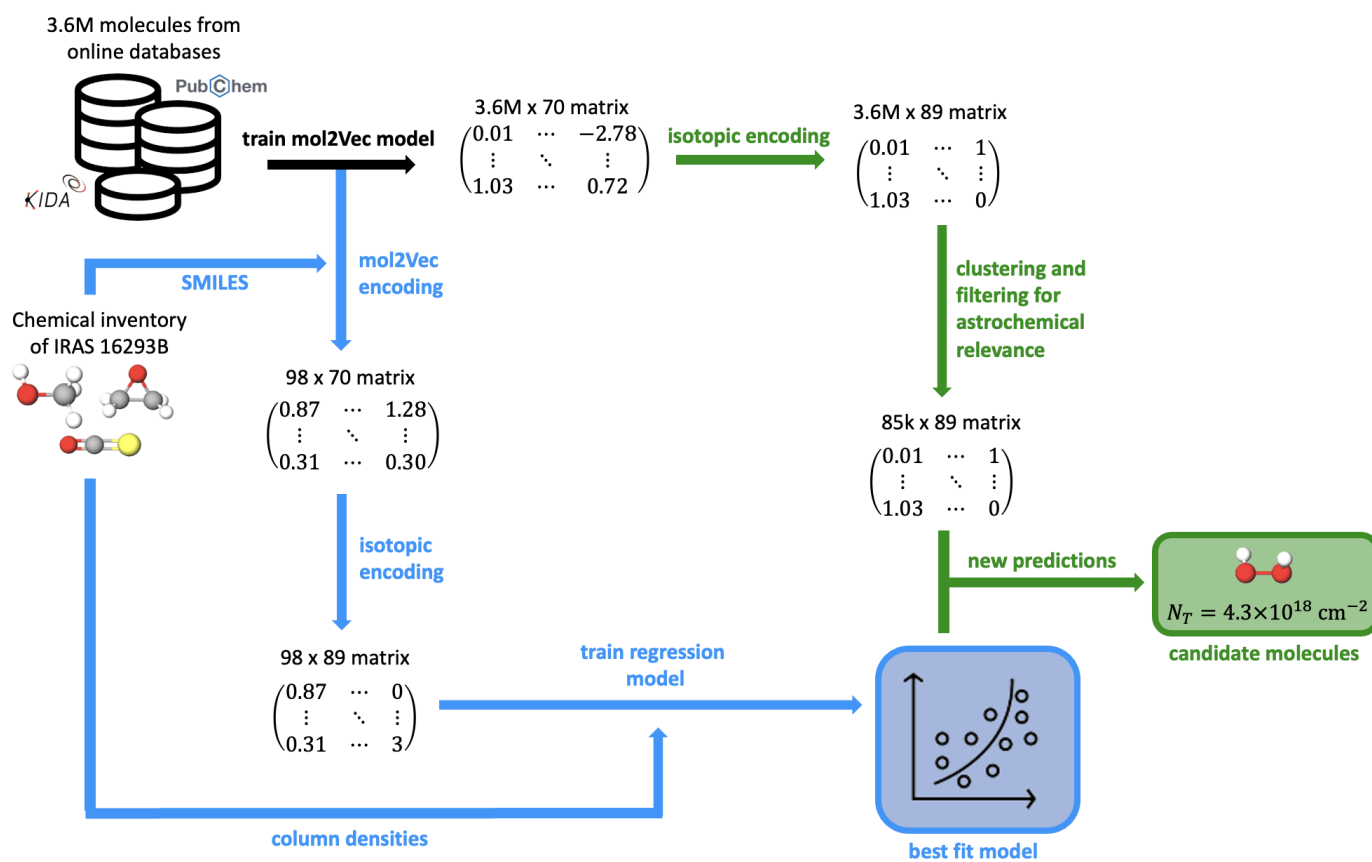 3.6M molecules from
online databases
PubChem
KIDA
train mol2Vec model
3.6M x 70 matrix
0.01 ⋯ −2.78
⋮ ⋱ ⋮
1.03 ⋯ 0.72
isotopic encoding
3.6M x 89 matrix
0.01 ⋯ 1
⋮ ⋱ ⋮
1.03 ⋯ 0
SMILES
mol2Vec
encoding
clustering and
filtering for
astrochemical
relevance
Chemical inventory
of IRAS 16293B
98 x 70 matrix
0.87 ⋯ 1.28
⋮ ⋱ ⋮
0.31 ⋯ 0.30
85k x 89 matrix
0.01 ⋯ 1
⋮ ⋱ ⋮
1.03 ⋯ 0
isotopic
encoding
new predictions
N_T = 4.3×10^18 cm^−2
candidate molecules
98 x 89 matrix
0.87 ⋯ 0
⋮ ⋱ ⋮
0.31 ⋯ 3
train regression
model
column densities
best fit model